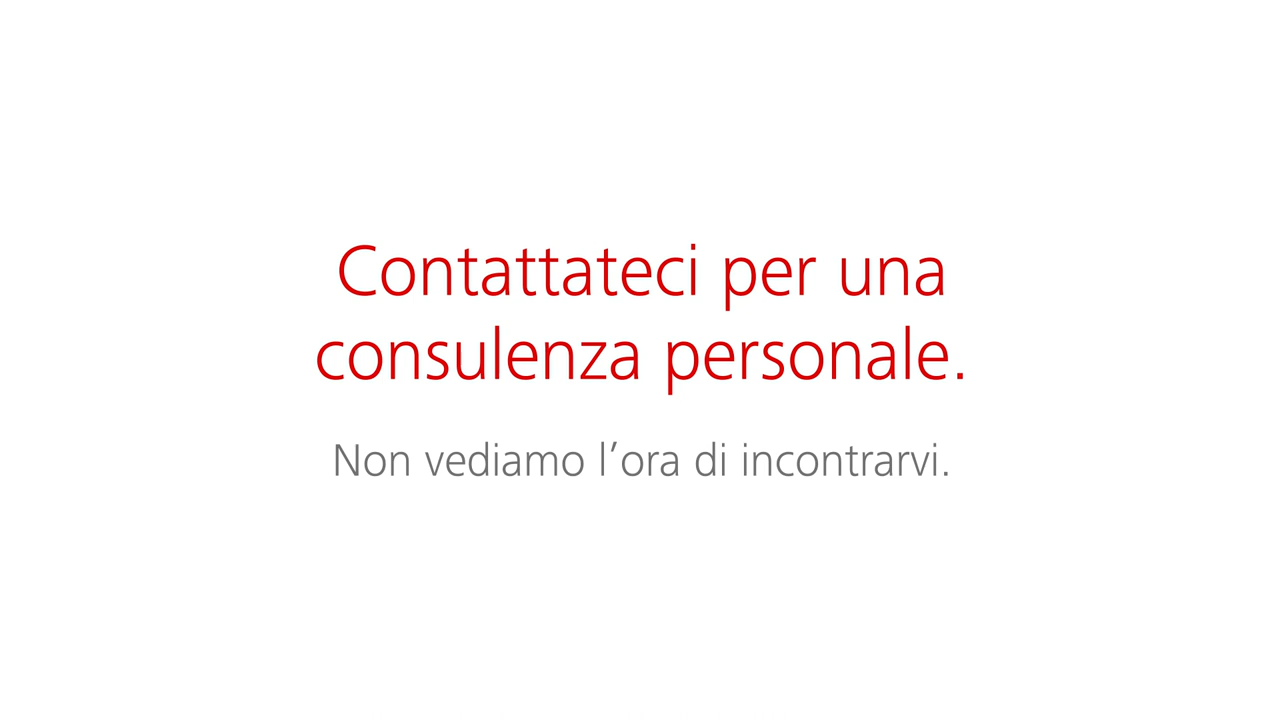 Contattateci per una
consulenza personale.
Non vediamo l’ora di incontrarvi.